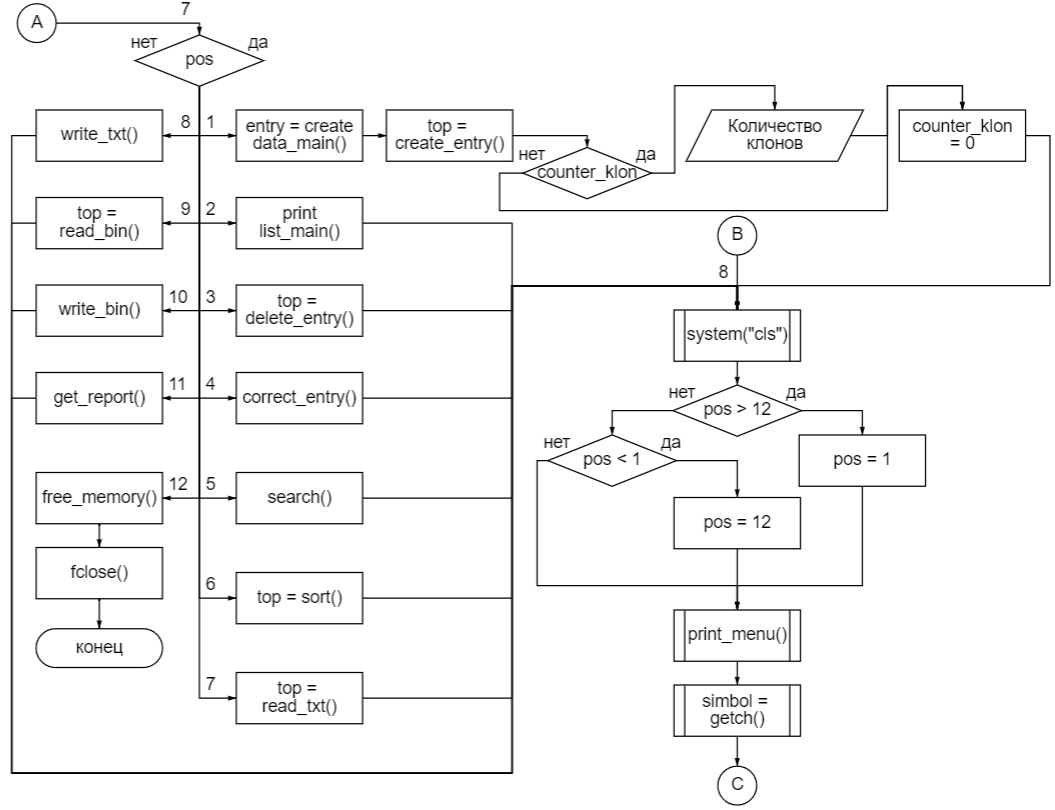 7
A
нет
да
pos
write_txt()
8
1
entry = create
data_main()
top =
create_entry()
нет
да
counter_klon
Количество
клонов
counter_klon
= 0
top =
read_bin()
9
2
print
list_main()
B
8
write_bin()
10
3
top =
delete_entry()
system("cls")
get_report()
11
4
correct_entry()
нет
да
pos > 12
нет
да
pos < 1
pos = 1
free_memory()
12
5
search()
pos = 12
fclose()
6
top = sort()
конец
print_menu()
7
top =
read_txt()
simbol =
getch()
C